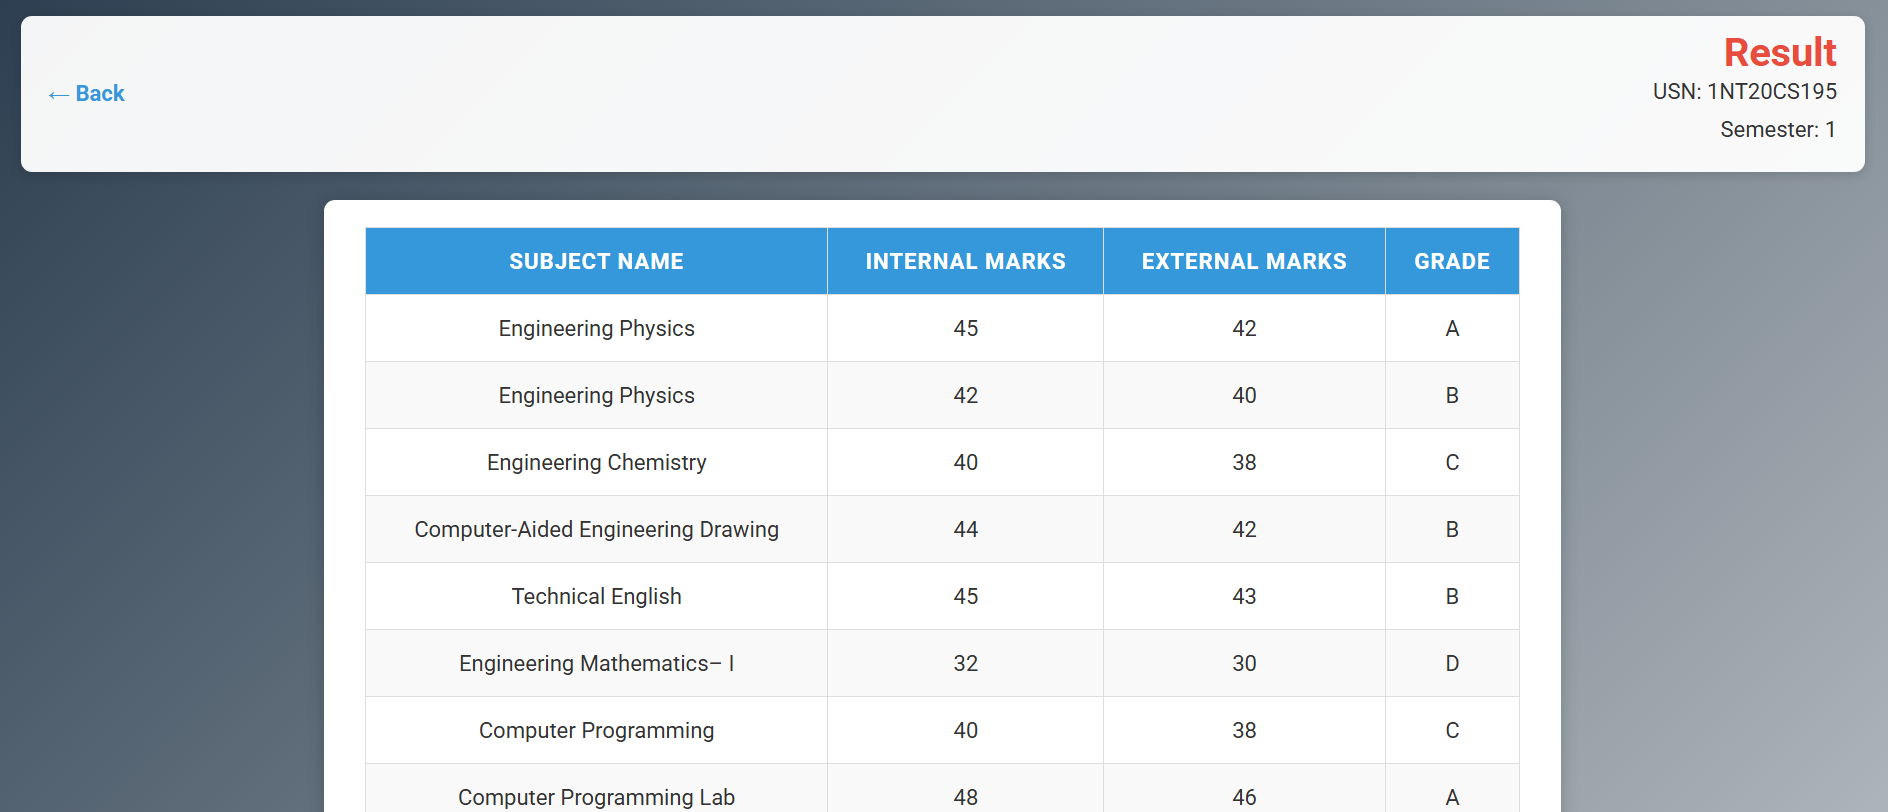 ← Back
Result
USN: 1NT20CS195
Semester: 1
SUBJECT NAME INTERNAL MARKS EXTERNAL MARKS GRADE
Engineering Physics 45 42 A
Engineering Physics 42 40 B
Engineering Chemistry 40 38 C
Computer-Aided Engineering Drawing 44 42 B
Technical English 45 43 B
Engineering Mathematics– I 32 30 D
Computer Programming 40 38 C
Computer Programming Lab 48 46 A